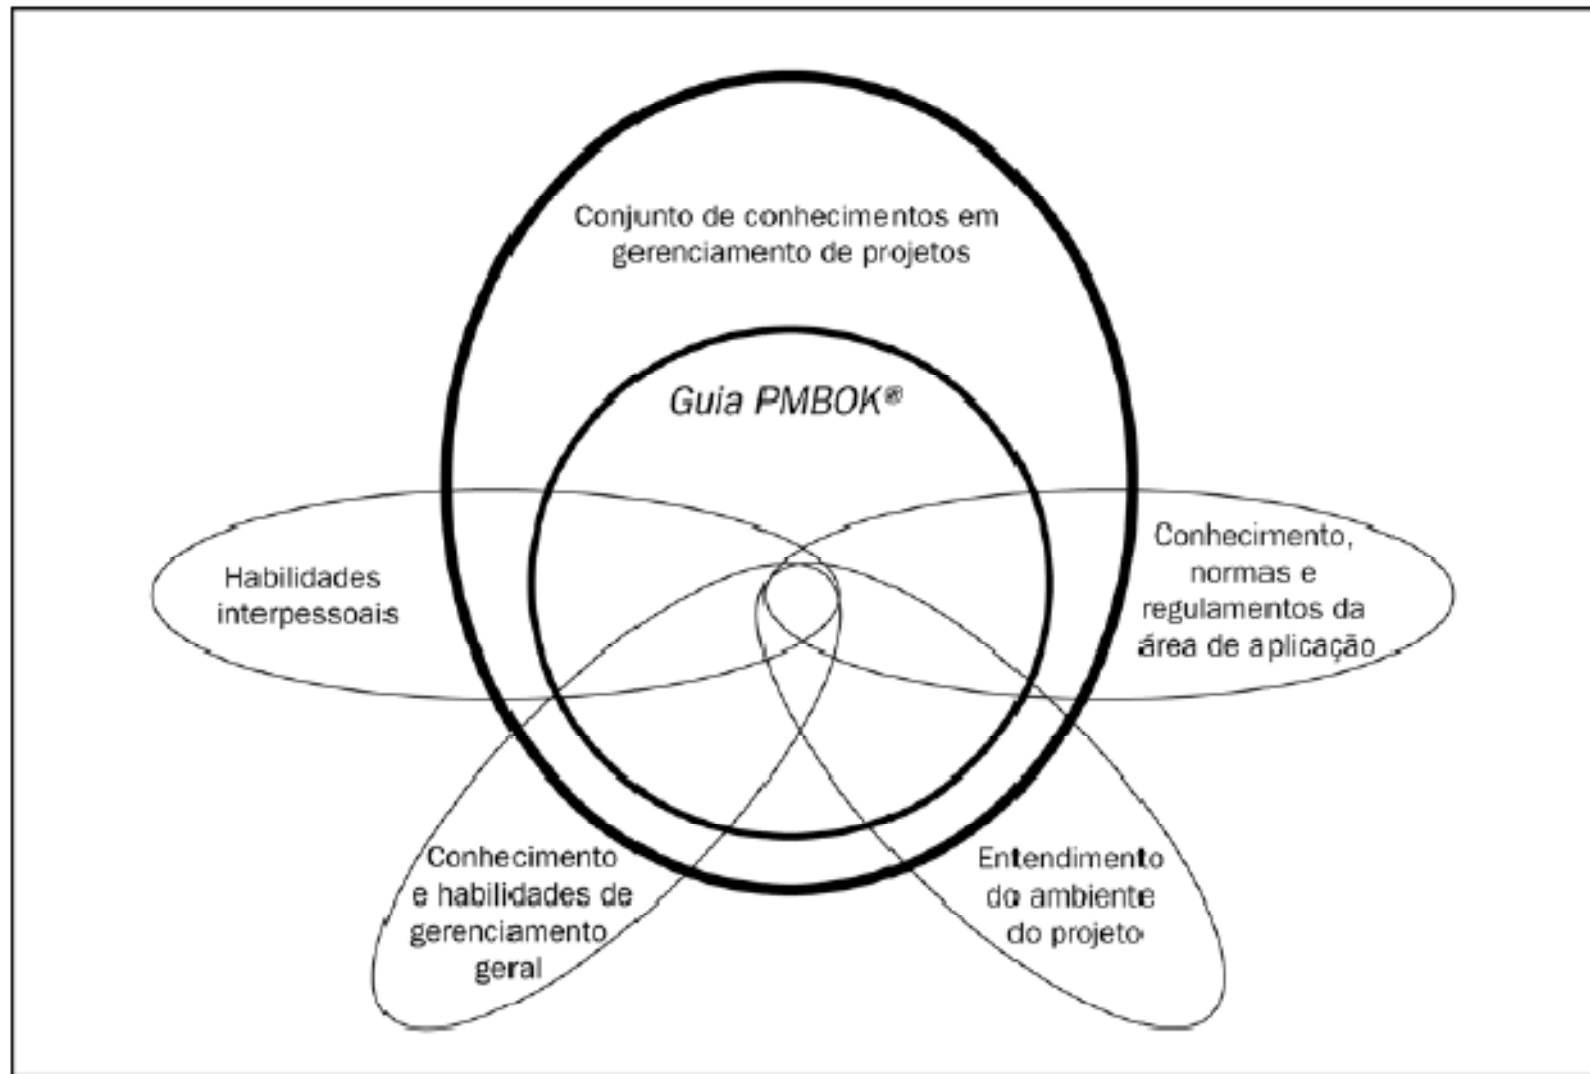 Conjunto de conhecimentos em
gerenciamento de projetos
Guia PMBOK®
Habilidades
interpessoais
Conhecimento,
normas e
regulamentos da
área de aplicação
Conhecimento
e habilidades de
gerenciamento
geral
Entendimento
do ambiente
do projeto